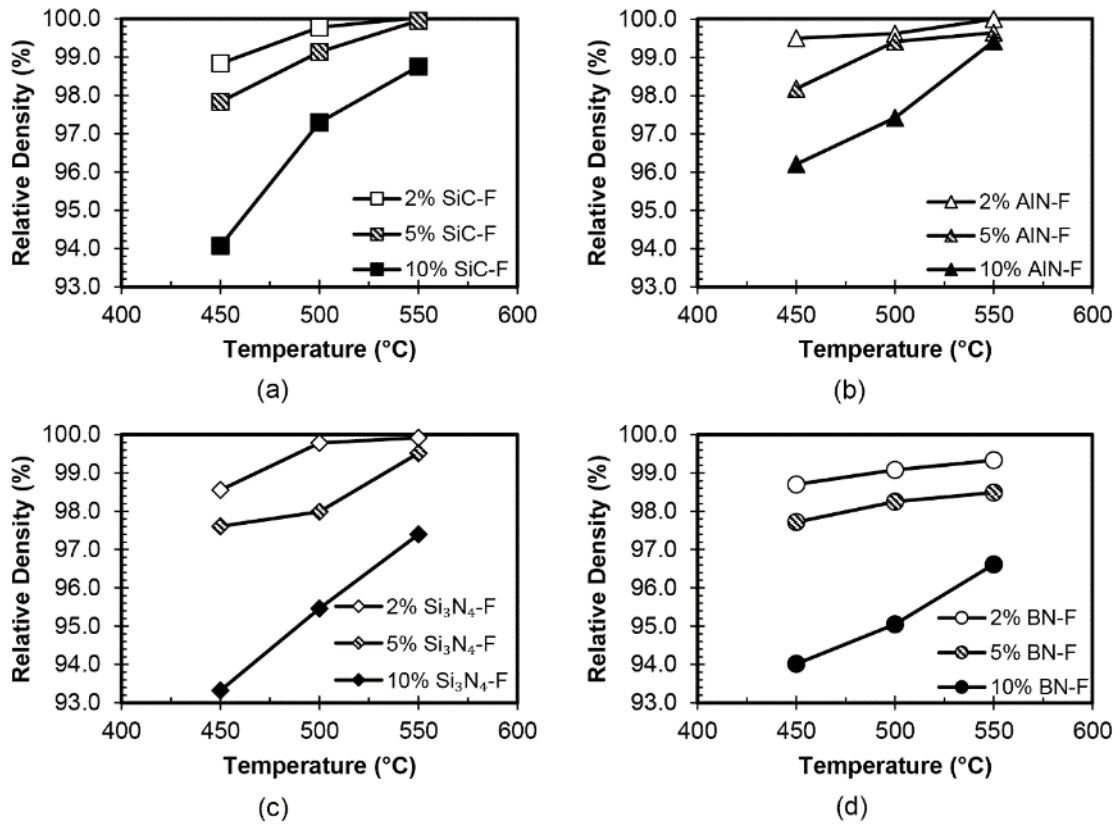 Relative Density (%)
100.0
99.0
98.0
97.0
96.0
95.0
94.0
93.0
2% SiC-F
5% SiC-F
10% SiC-F
400 450 500 550 600
Temperature (°C)
(a)
Relative Density (%)
100.0
99.0
98.0
97.0
96.0
95.0
94.0
93.0
2% AlN-F
5% AlN-F
10% AlN-F
400 450 500 550 600
Temperature (°C)
(b)
Relative Density (%)
100.0
99.0
98.0
97.0
96.0
95.0
94.0
93.0
2% Si₃N₄-F
5% Si₃N₄-F
10% Si₃N₄-F
400 450 500 550 600
Temperature (°C)
(c)
Relative Density (%)
100.0
99.0
98.0
97.0
96.0
95.0
94.0
93.0
2% BN-F
5% BN-F
10% BN-F
400 450 500 550 600
Temperature (°C)
(d)